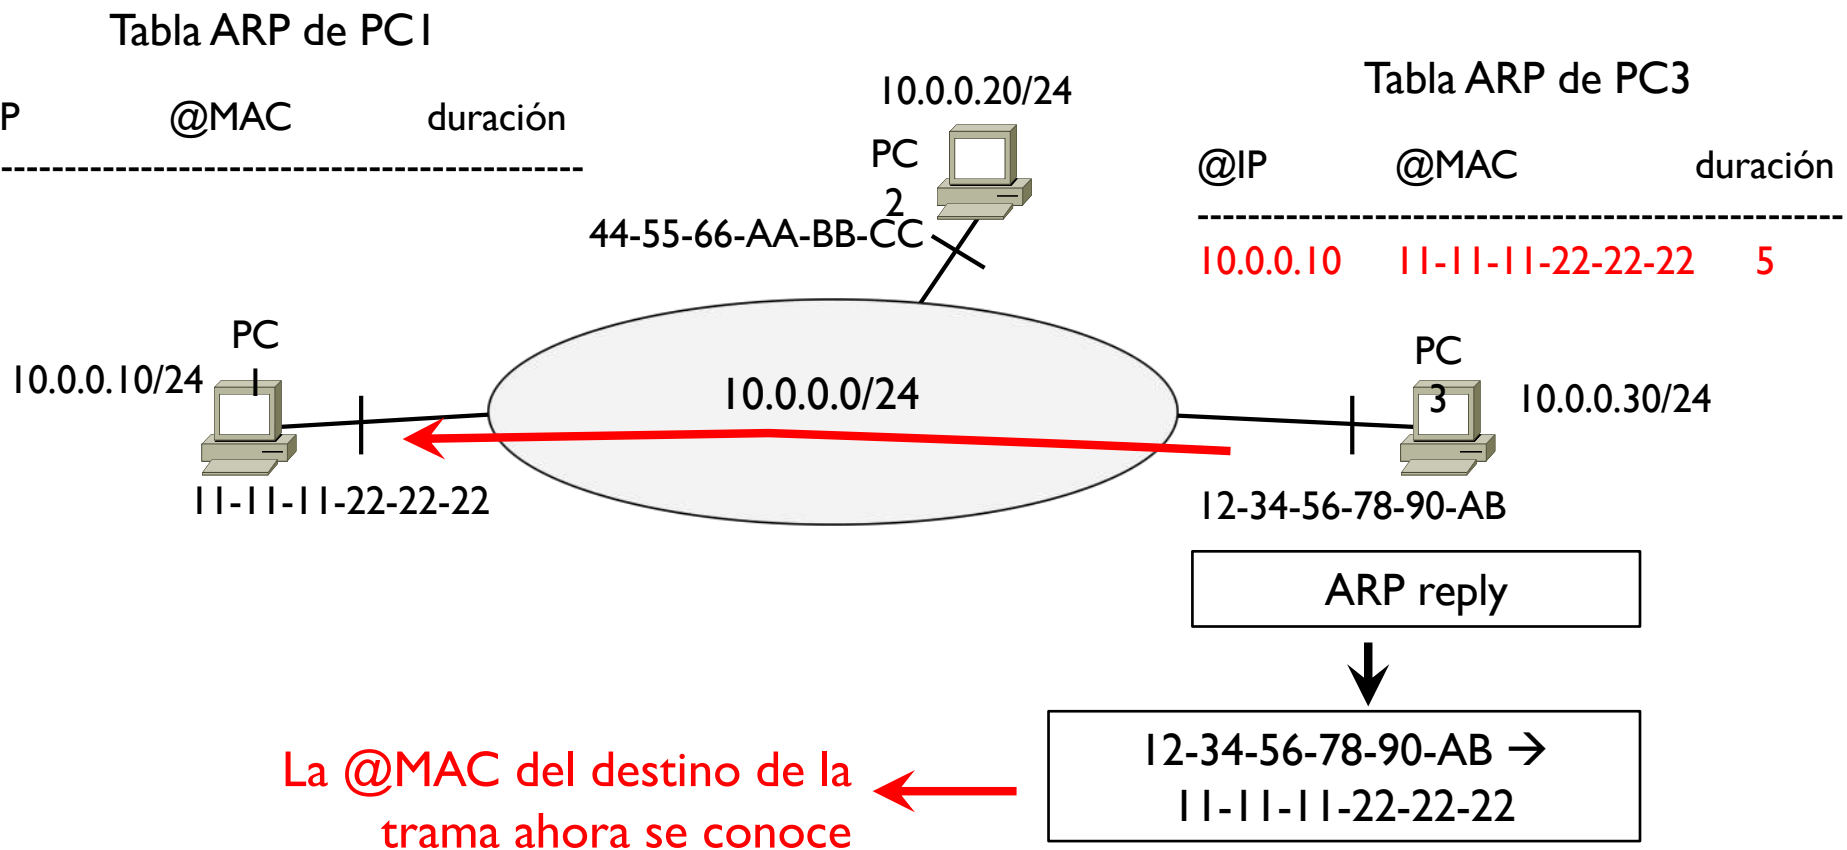 Tabla ARP de PC1
P @MAC duración
10.0.0.20/24
PC
2
44-55-66-AA-BB-CC
Tabla ARP de PC3
@IP @MAC duración
10.0.0.10 11-11-11-22-22-22 5
PC
1
10.0.0.10/24
11-11-11-22-22-22
10.0.0.0/24
PC
3
10.0.0.30/24
12-34-56-78-90-AB
ARP reply
12-34-56-78-90-AB →
11-11-11-22-22-22
La @MAC del destino de la
trama ahora se conoce